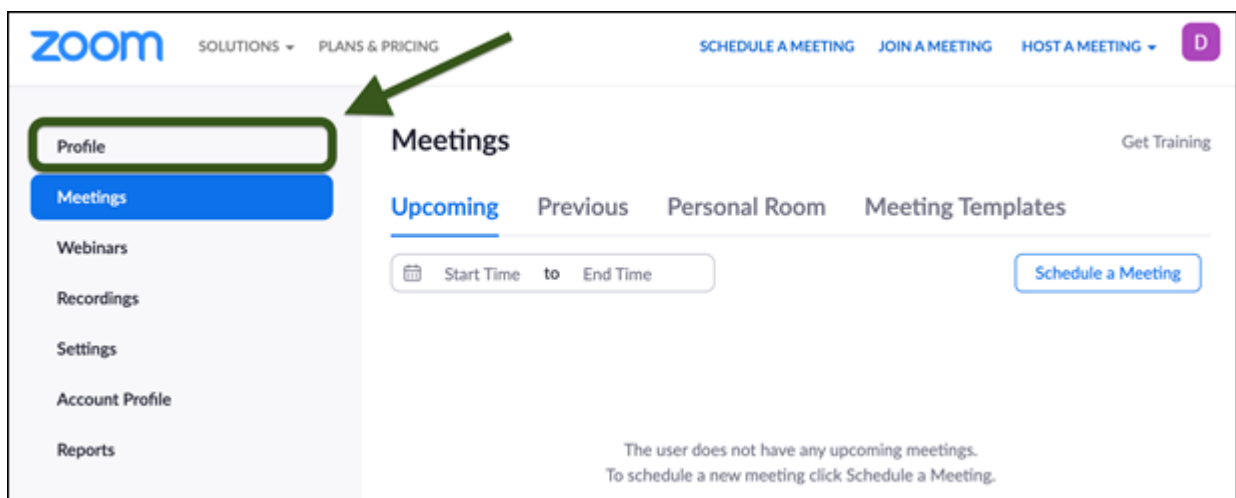 zoom SOLUTIONS PLANS & PRICING SCHEDULE A MEETING JOIN A MEETING HOST A MEETING D
Profile
Meetings
Webinars
Recordings
Settings
Account Profile
Reports
Meetings Get Training
Upcoming Previous Personal Room Meeting Templates
Start Time to End Time Schedule a Meeting
The user does not have any upcoming meetings.
To schedule a new meeting click Schedule a Meeting.